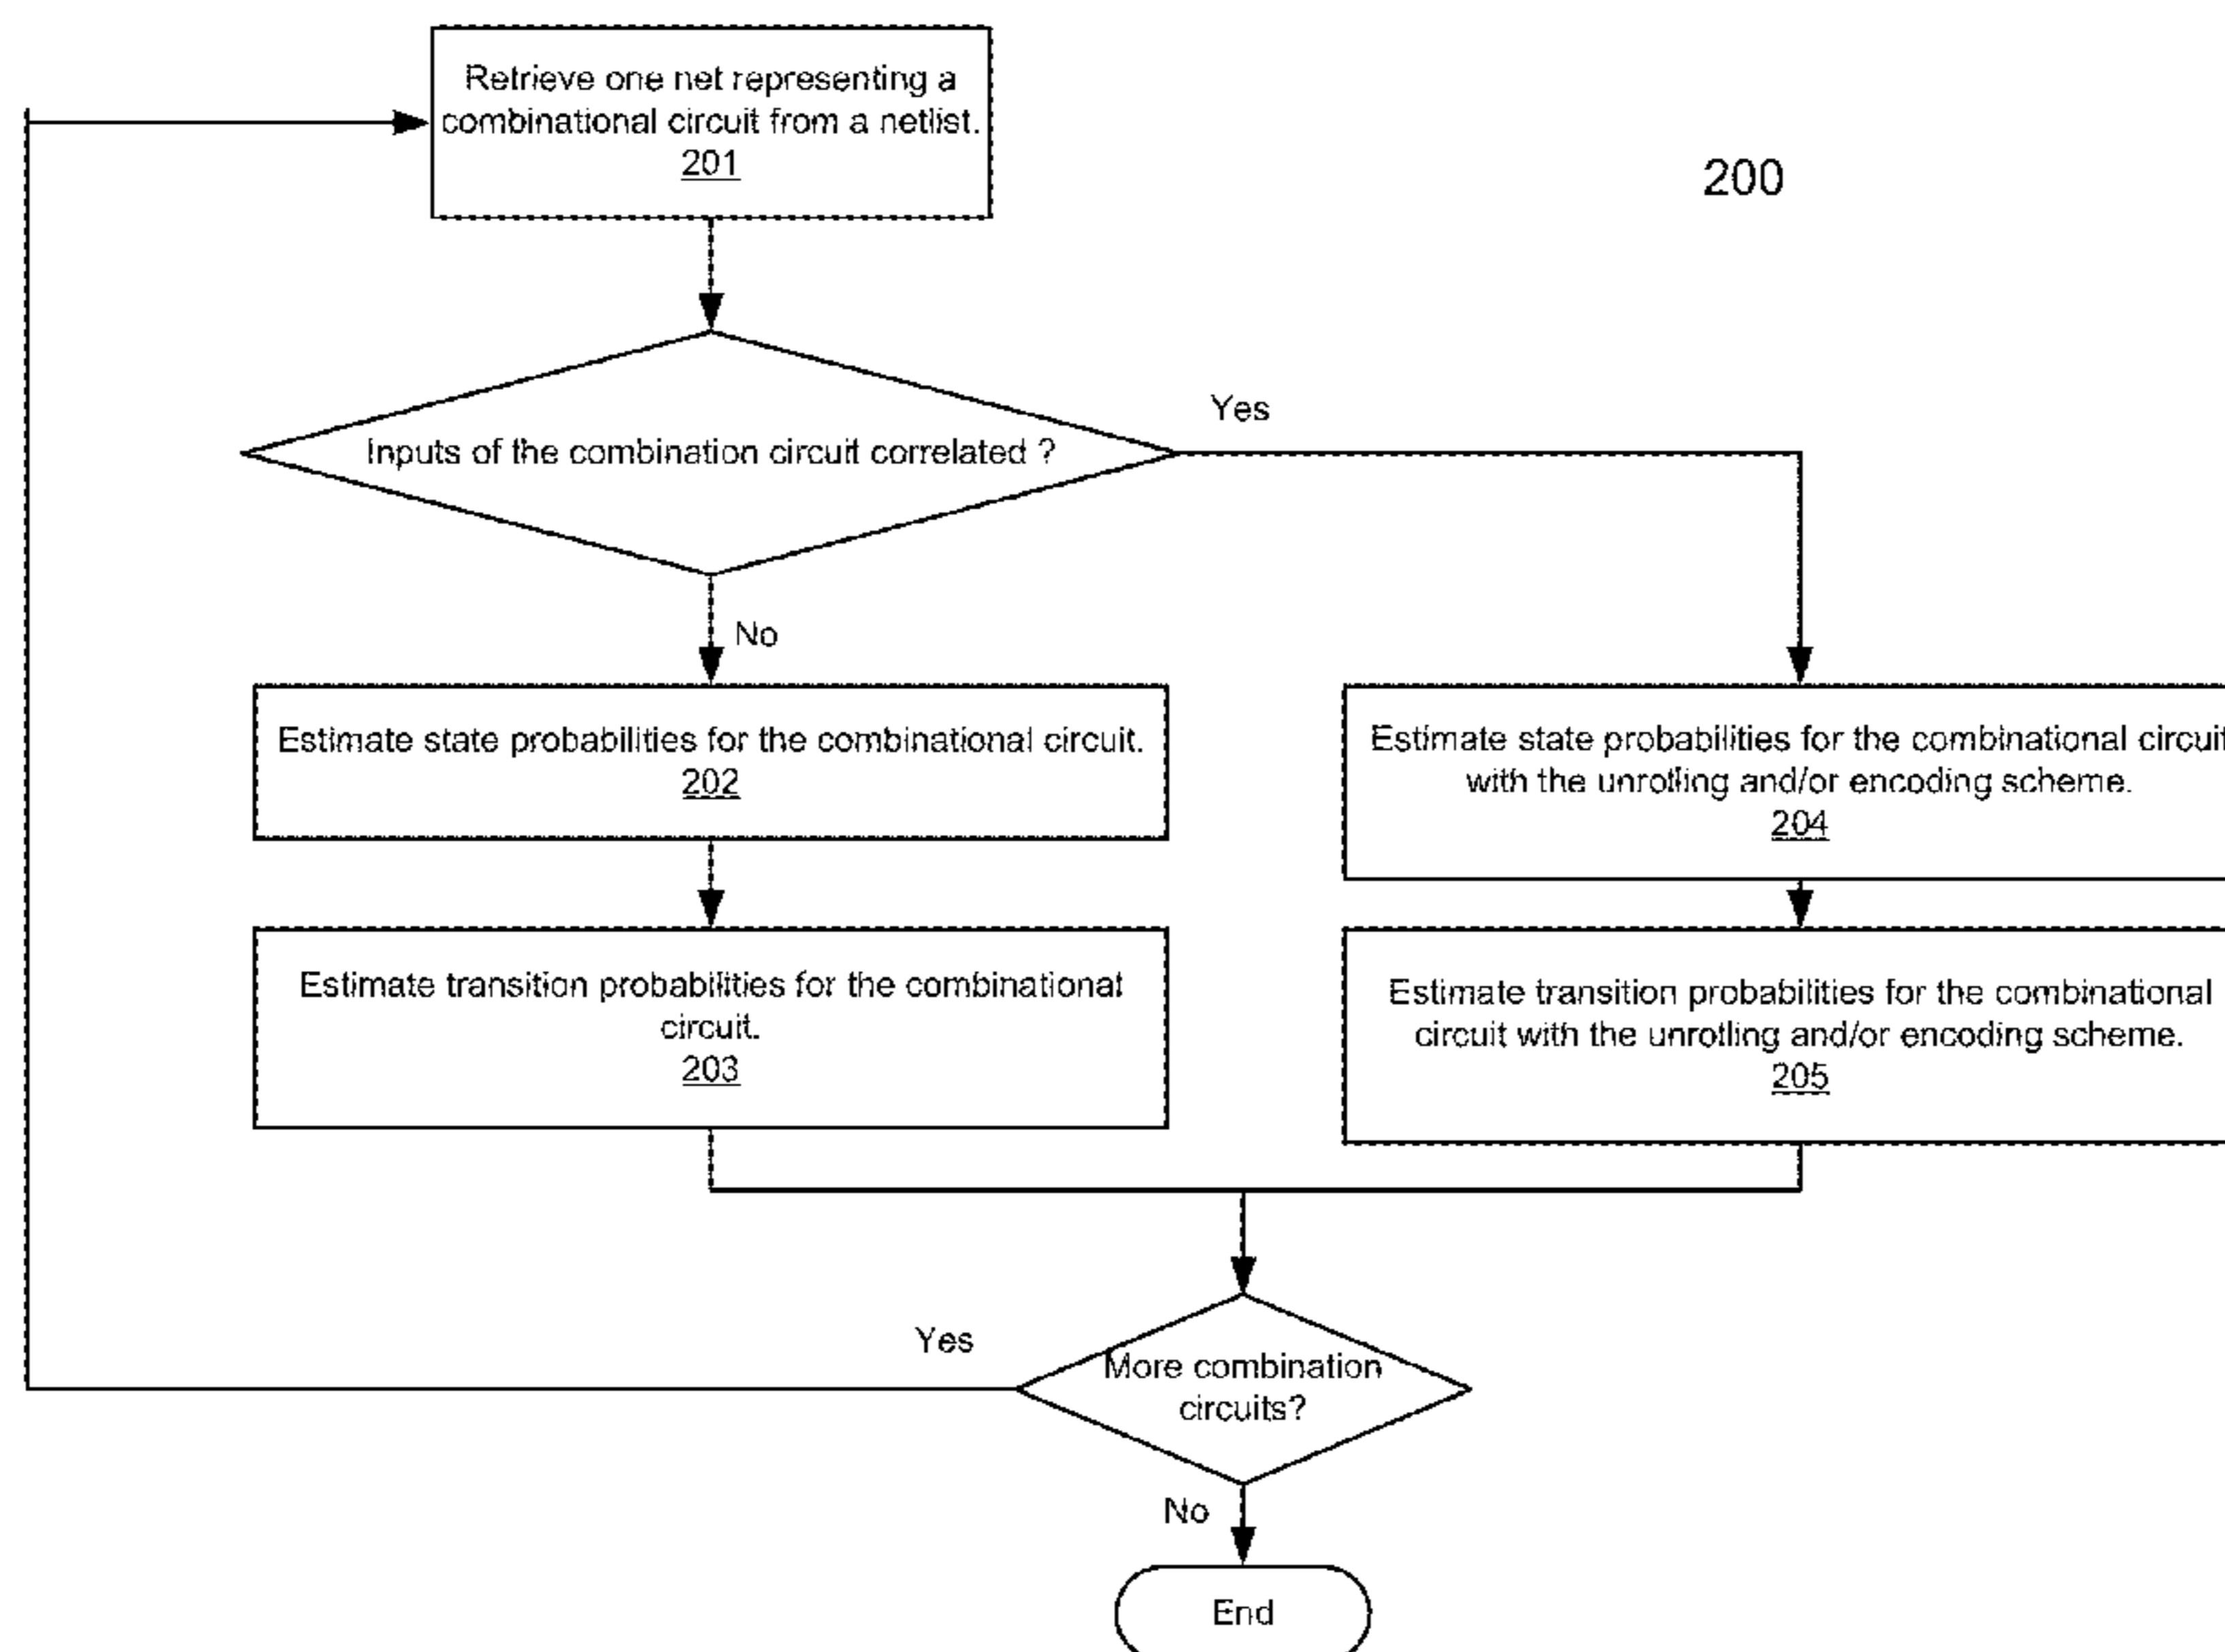 Retrieve one net representing a
combinational circuit from a netlist.
201
200
Inputs of the combination circuit correlated ?
Yes
No
Estimate state probabilities for the combinational circuit.
202
Estimate state probabilities for the combinational circuit
with the unrolling and/or encoding scheme.
204
Estimate transition probabilities for the combinational
circuit.
203
Estimate transition probabilities for the combinational
circuit with the unrolling and/or encoding scheme.
205
Yes
More combination
circuits?
No
End